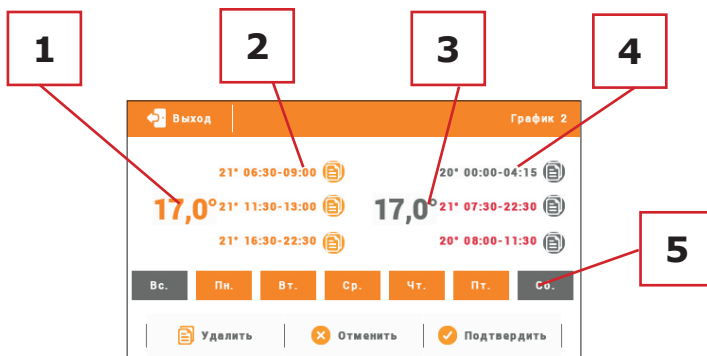 1
2
3
4
Выход
График 2
21° 06:30-09:00
20° 00:00-04:15
17,0°
21° 11:30-13:00
17,0°
21° 07:30-22:30
21° 16:30-22:30
20° 08:00-11:30
5
Вс.
Пн.
Вт.
Ср.
Чт.
Пт.
Сб.
Удалить
Отменить
Подтвердить